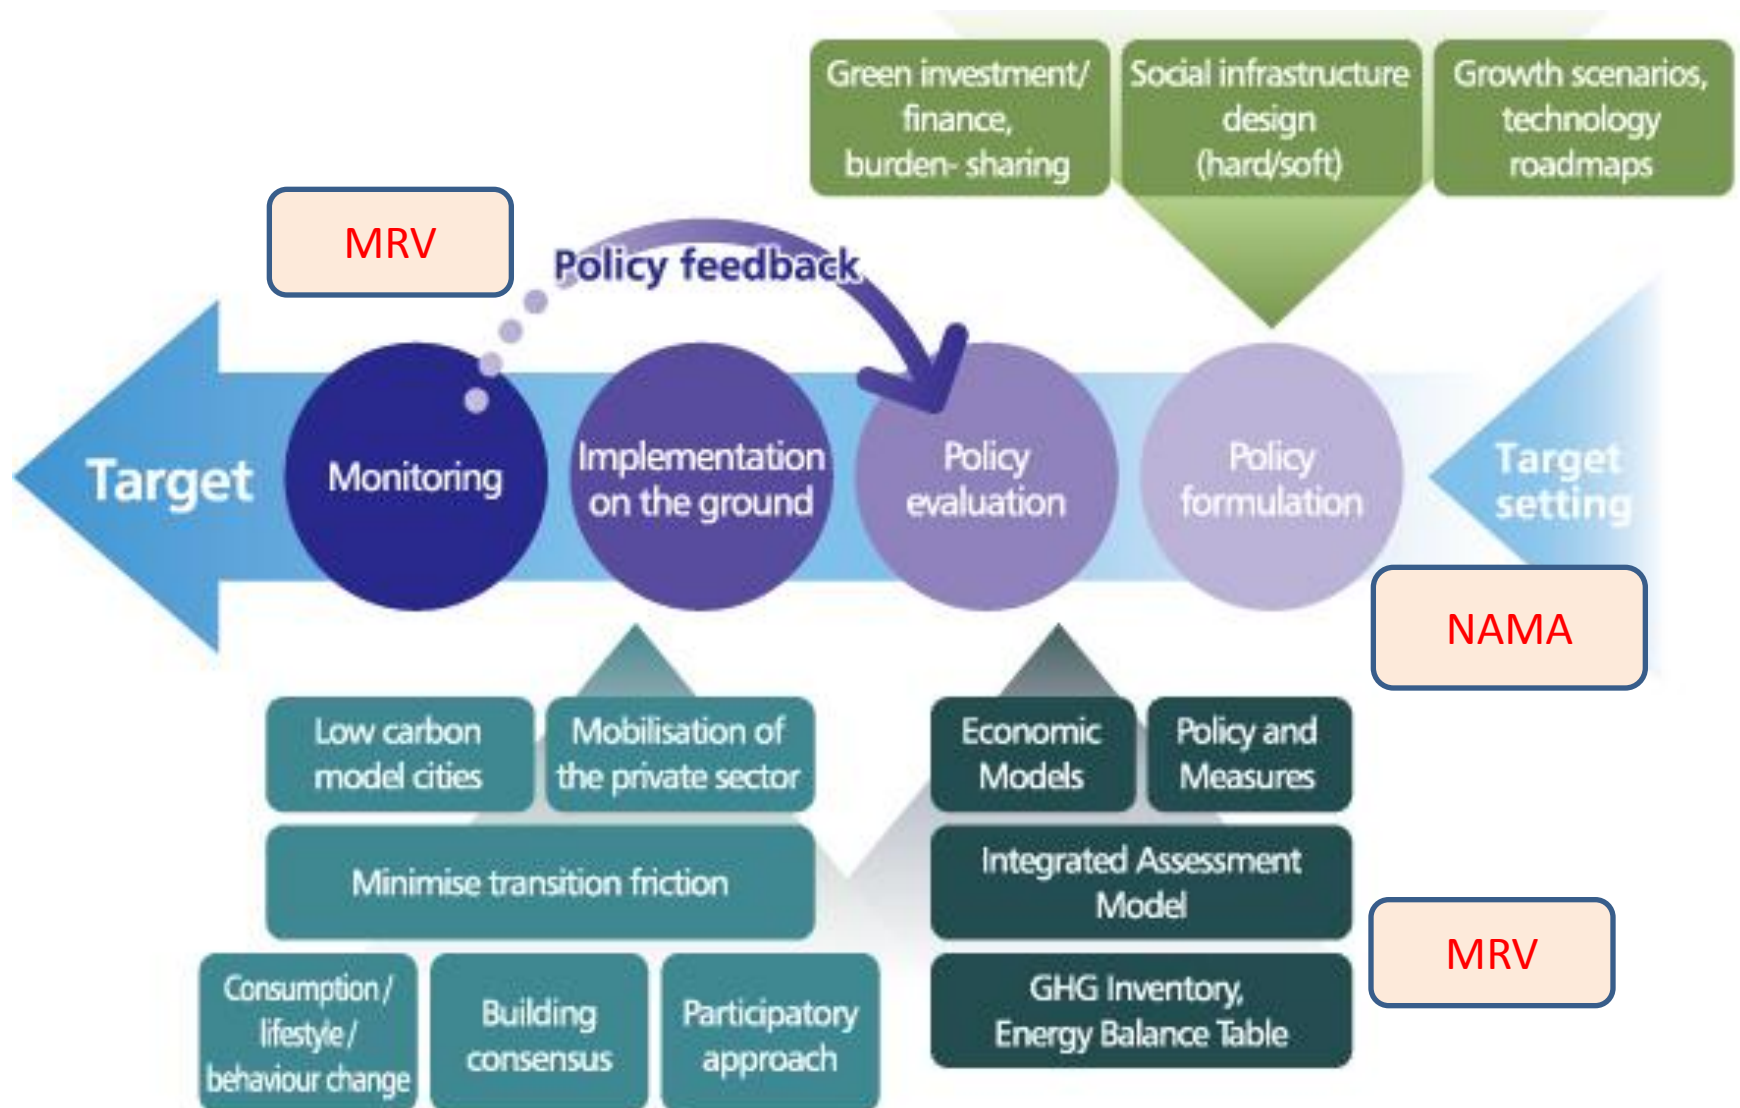 Green investment/
finance,
burden- sharing
Social infrastructure
design
(hard/soft)
Growth scenarios,
technology
roadmaps
MRV
Policy feedback
Target
Monitoring
Implementation
on the ground
Policy
evaluation
Policy
formulation
Target
setting
NAMA
Low carbon
model cities
Mobilisation of
the private sector
Economic
Models
Policy and
Measures
Minimise transition friction
Integrated Assessment
Model
MRV
Consumption /
lifestyle /
behaviour change
Building
consensus
Participatory
approach
GHG Inventory,
Energy Balance Table